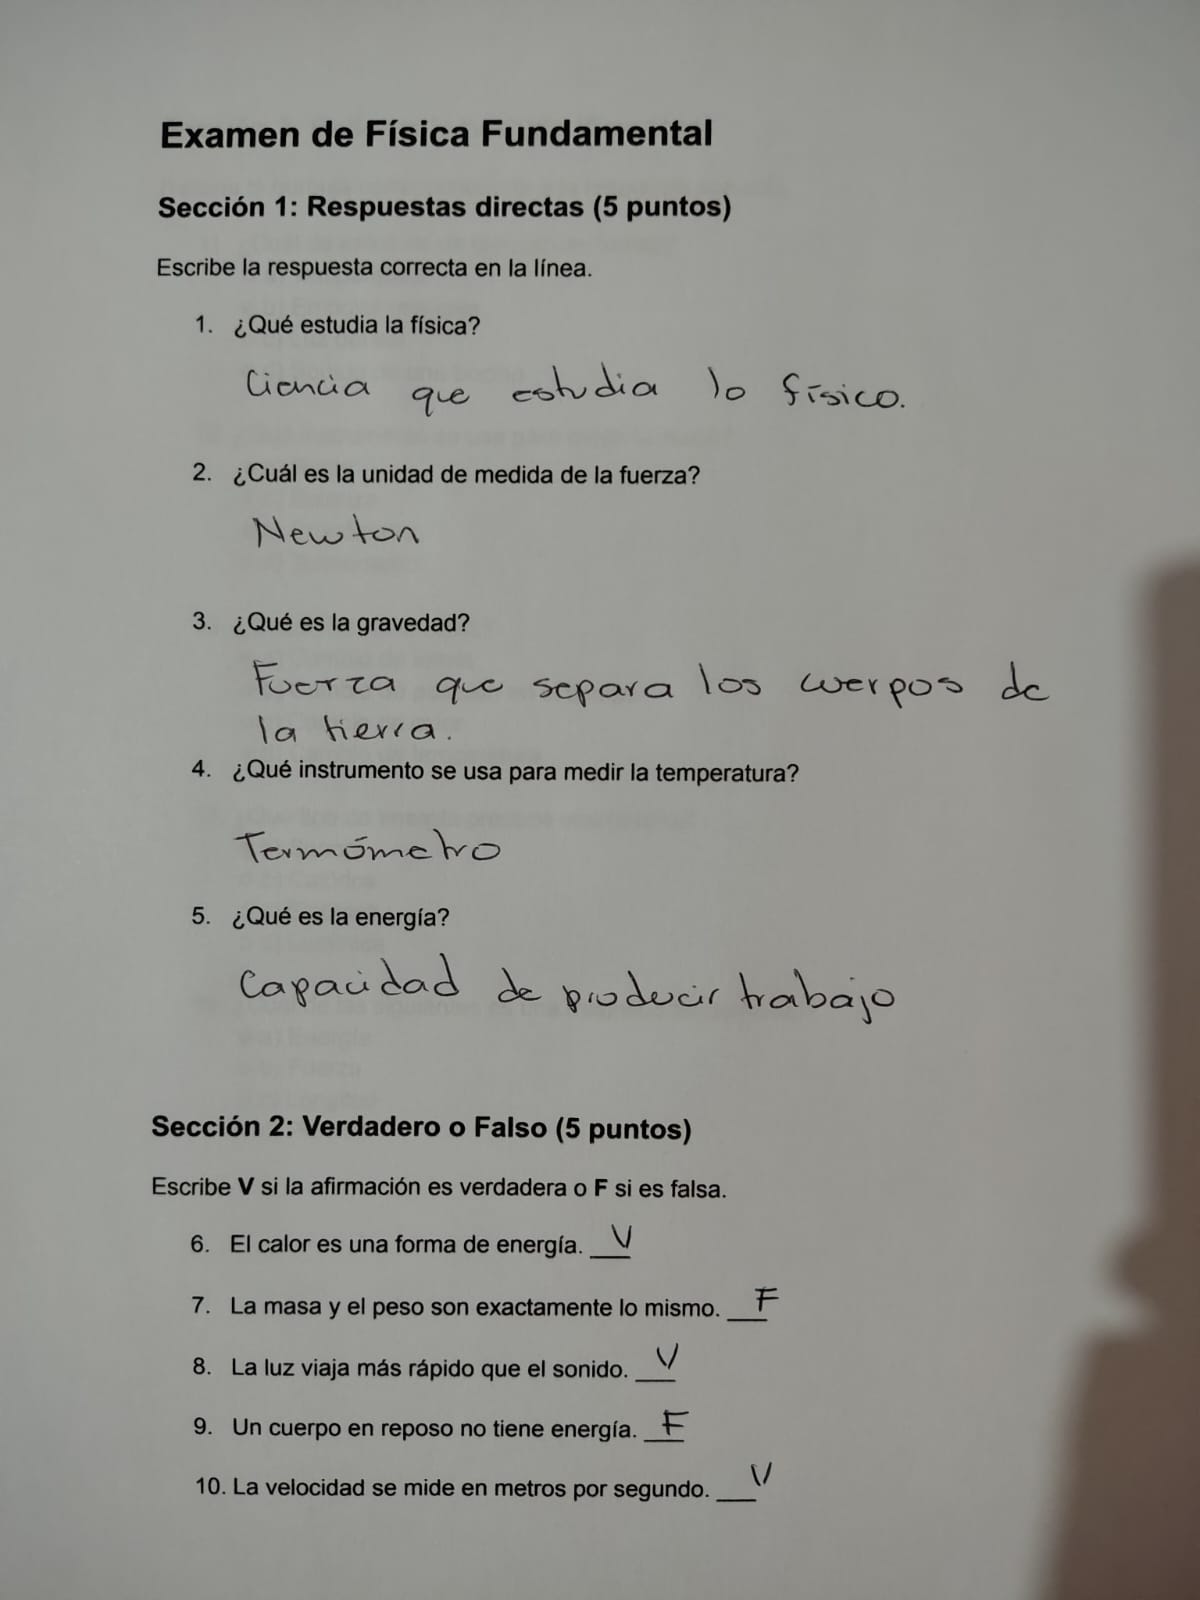 Examen de Física Fundamental
Sección 1: Respuestas directas (5 puntos)
Escribe la respuesta correcta en la línea.
1. ¿Qué estudia la física?
Ciencia que estudia lo físico.
2. ¿Cuál es la unidad de medida de la fuerza?
Newton
3. ¿Qué es la gravedad?
Fuerza que separa los cuerpos de
la tierra.
4. ¿Qué instrumento se usa para medir la temperatura?
Termómetro
5. ¿Qué es la energía?
Capacidad de producir trabajo
Sección 2: Verdadero o Falso (5 puntos)
Escribe V si la afirmación es verdadera o F si es falsa.
6. El calor es una forma de energía. V
7. La masa y el peso son exactamente lo mismo. F
8. La luz viaja más rápido que el sonido. V
9. Un cuerpo en reposo no tiene energía. F
10. La velocidad se mide en metros por segundo. V